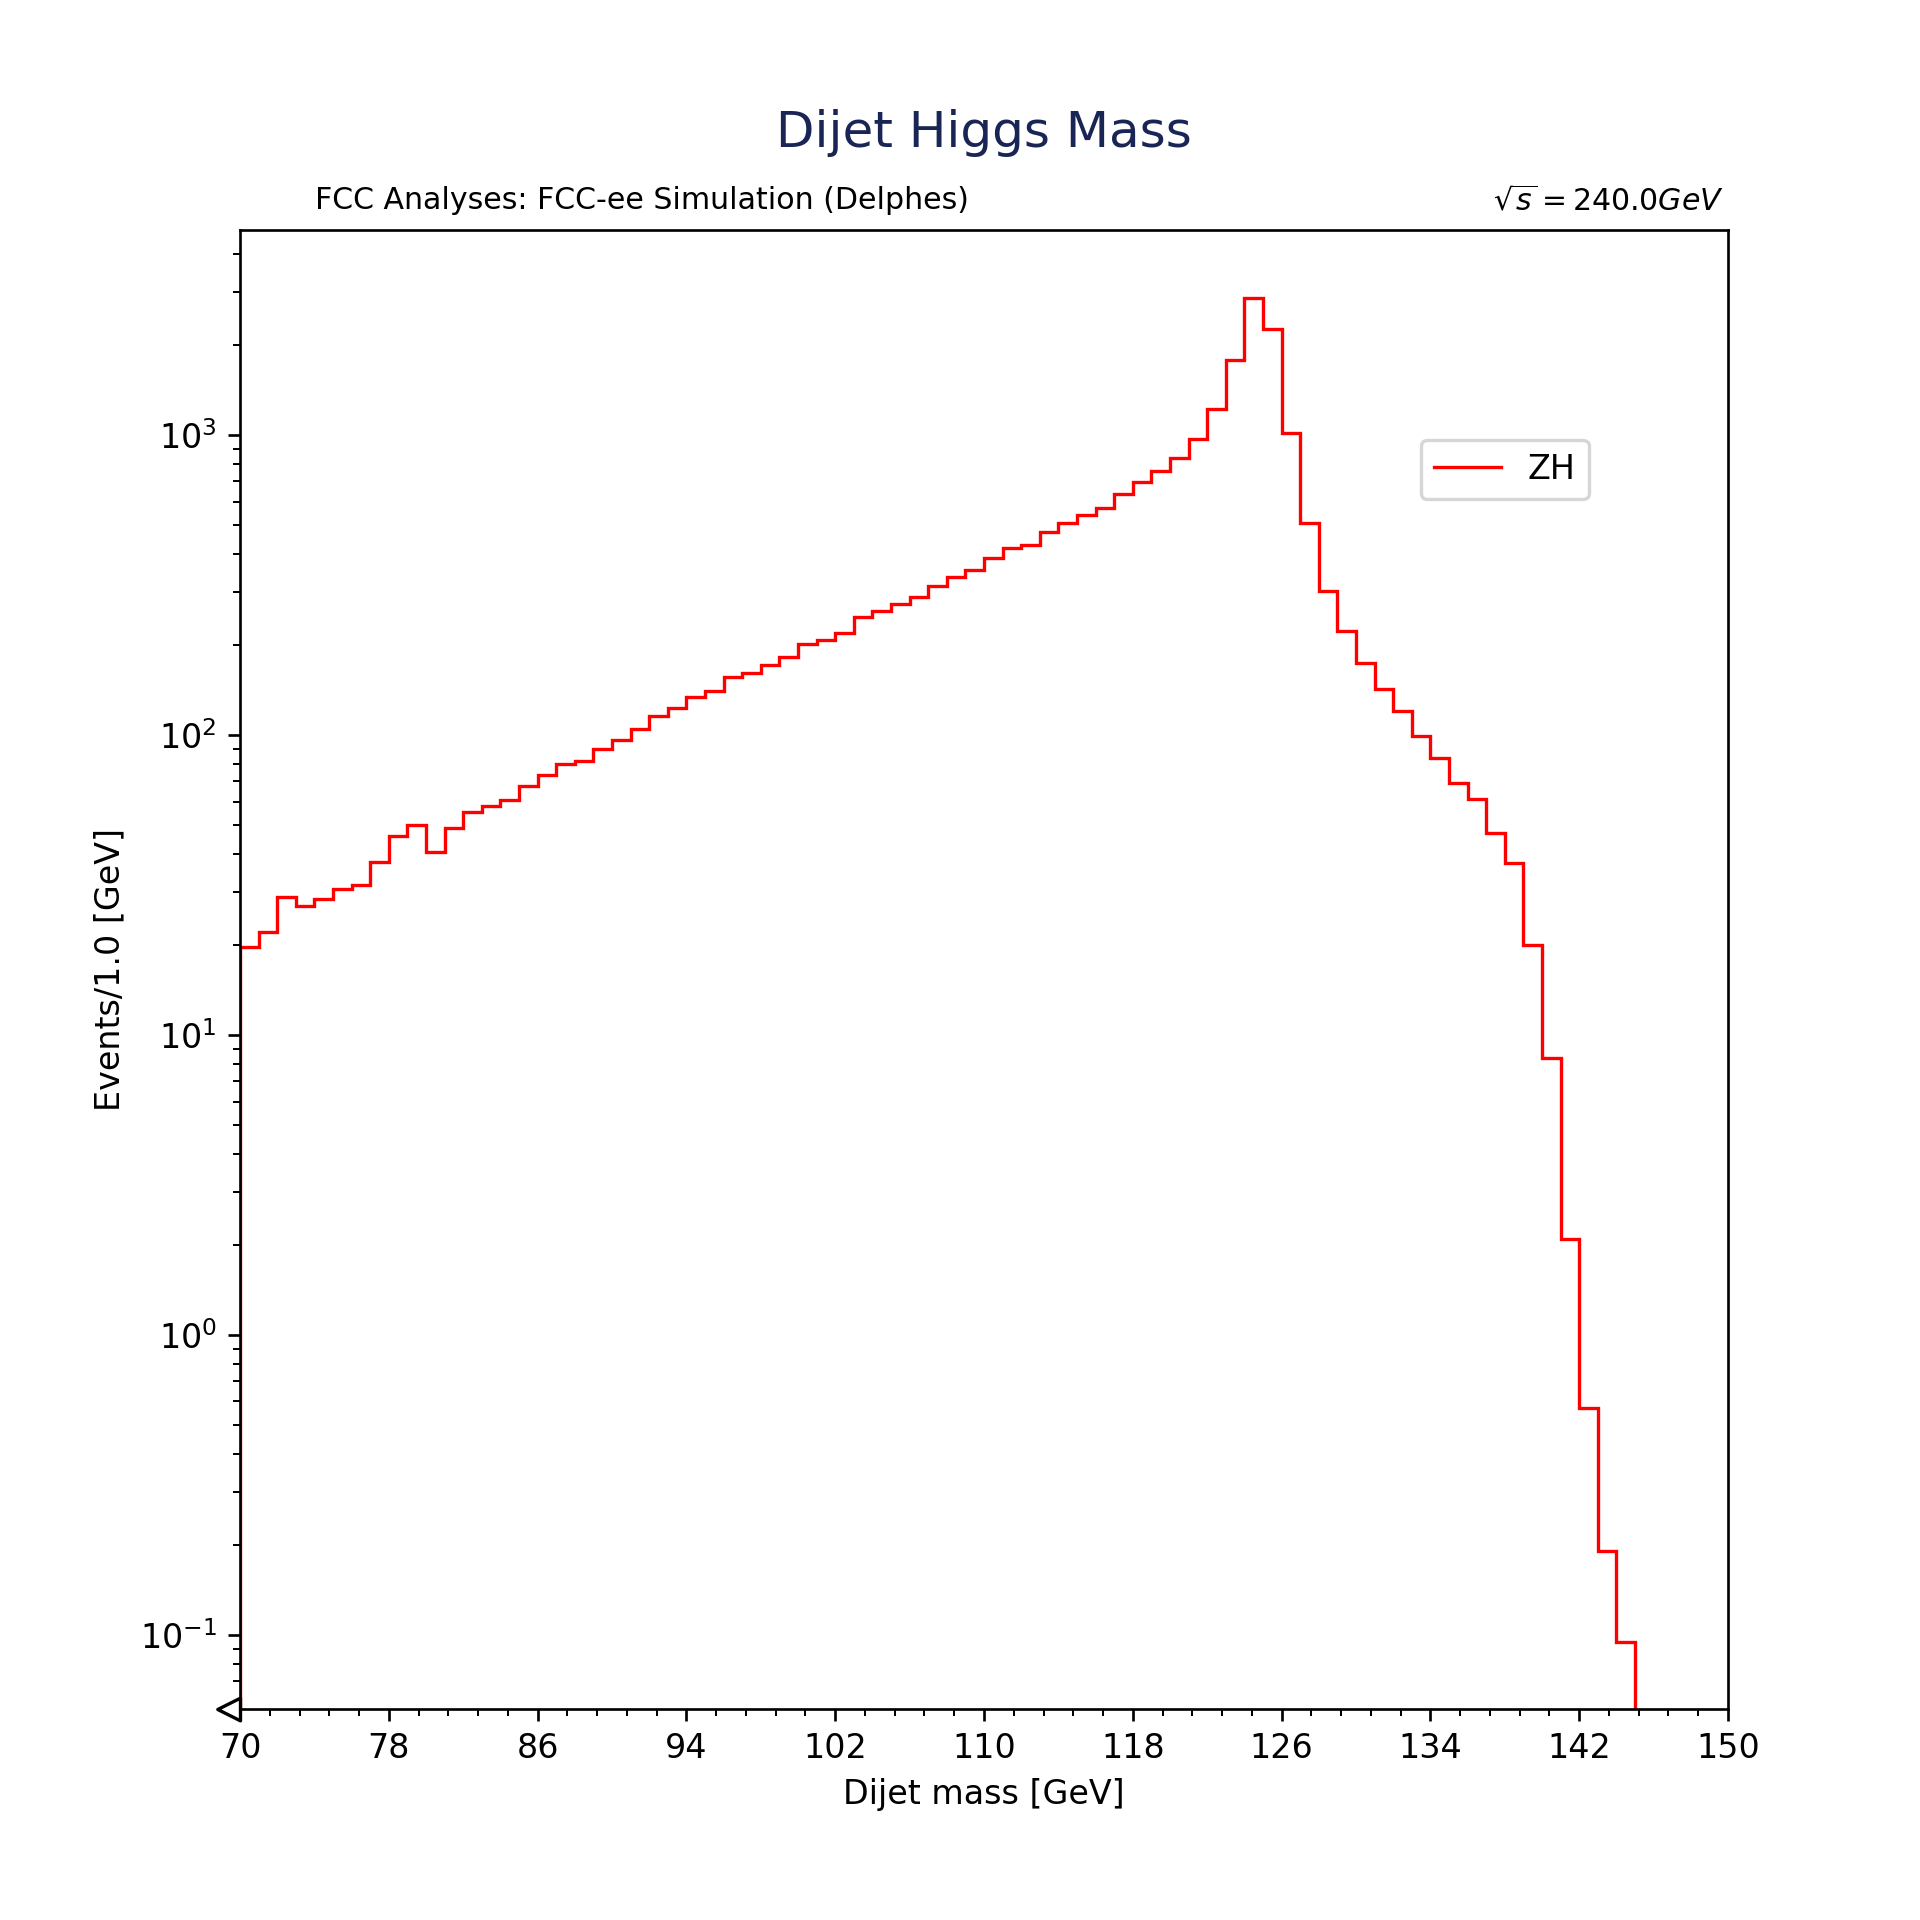 Dijet Higgs Mass
FCC Analyses: FCC-ee Simulation (Delphes)
√s = 240.0GeV
ZH
Events/1.0 [GeV]
10³
10²
10¹
10⁰
10⁻¹
70 78 86 94 102 110 118 126 134 142 150
Dijet mass [GeV]